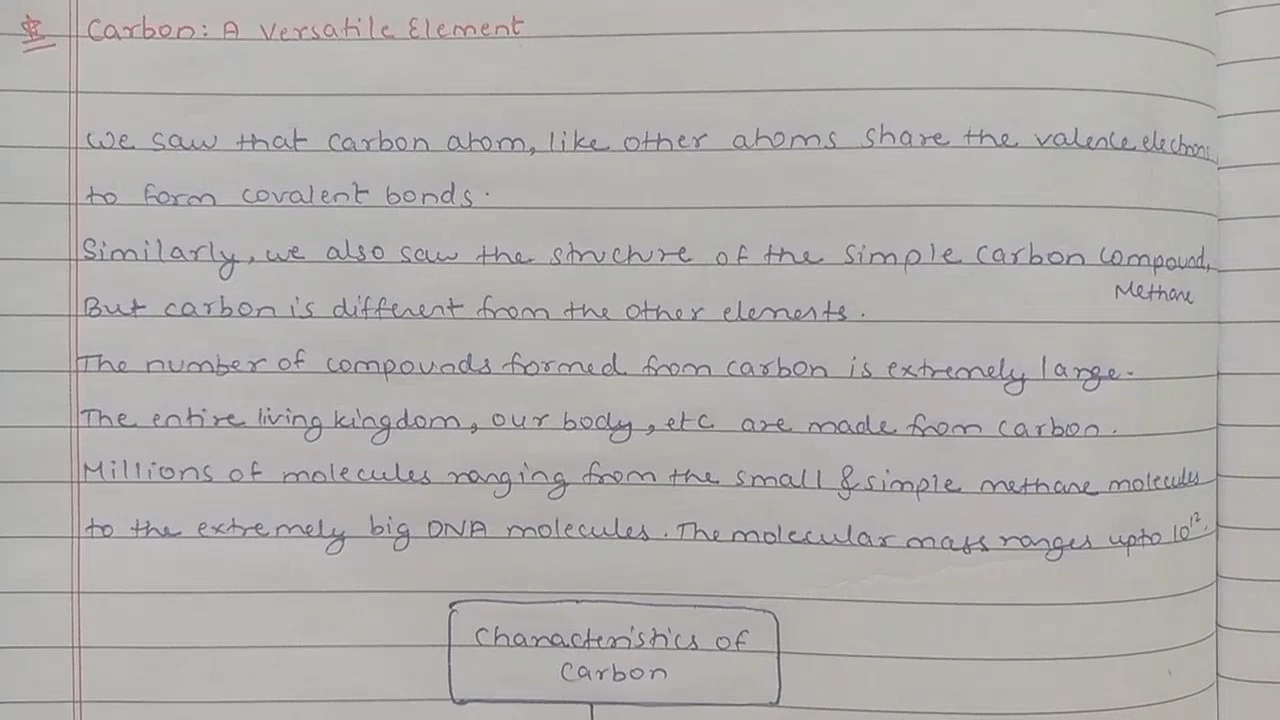 Carbon: A Versatile Element
We saw that carbon atom, like other atoms share the valence electrons
to form covalent bonds.
Similarly, we also saw the structure of the simple carbon compound,
Methane
But carbon is different from the other elements.
The number of compounds formed from carbon is extremely large.
The entire living kingdom, our body, etc are made from carbon.
Millions of molecules ranging from the small & simple methane molecules
to the extremely big DNA molecules. The molecular mass ranges upto 10¹².
Characteristics of
Carbon